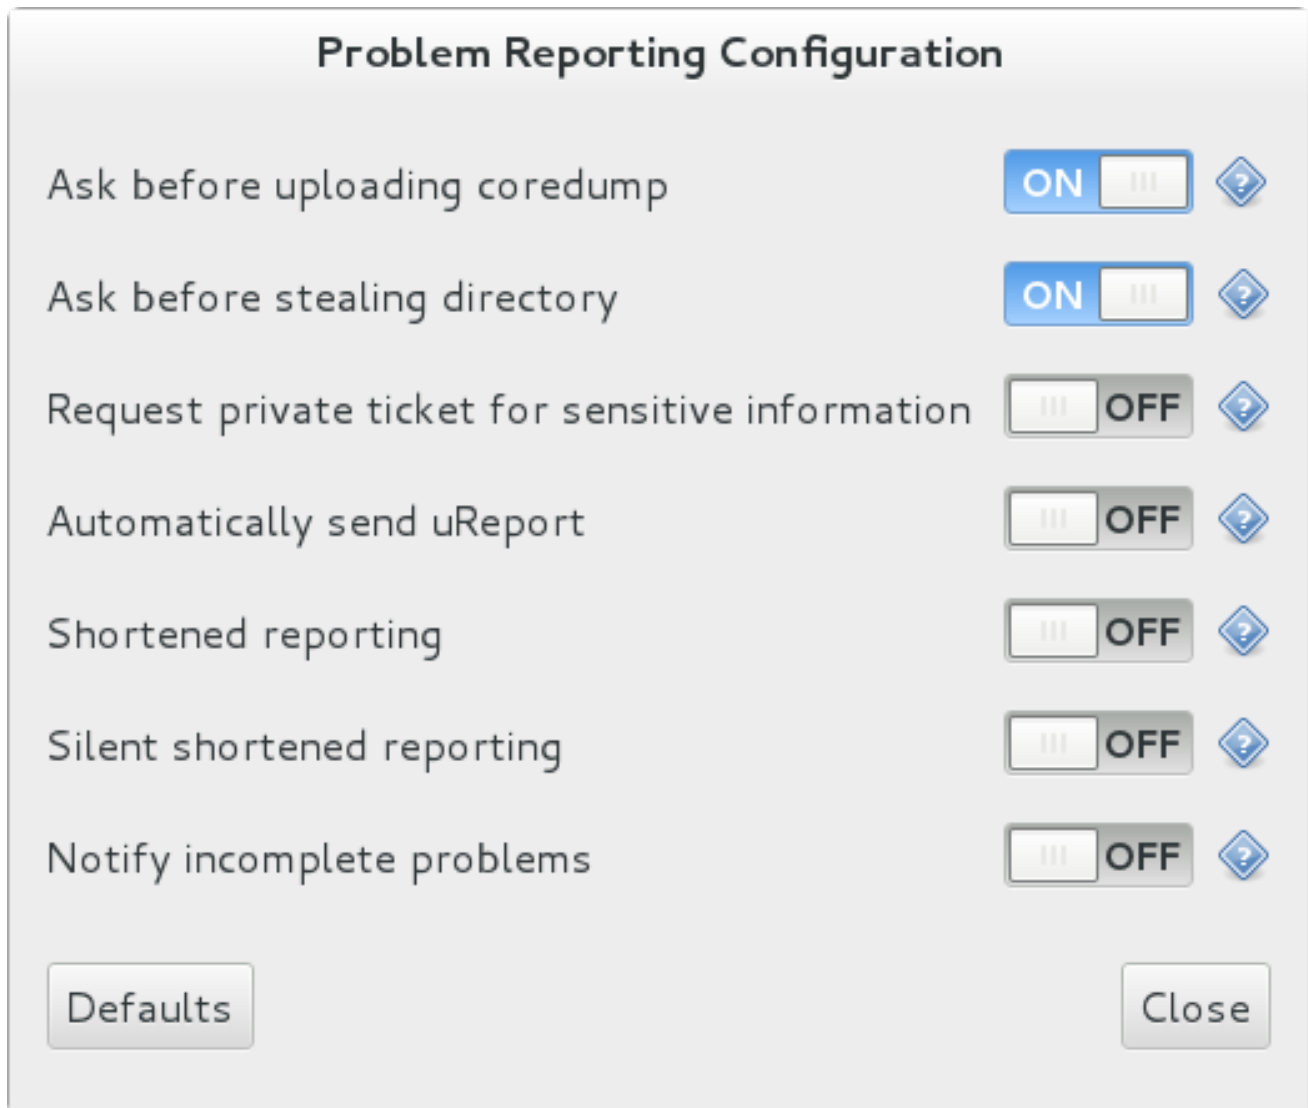 Problem Reporting Configuration
Ask before uploading coredump ON ?
Ask before stealing directory ON ?
Request private ticket for sensitive information OFF ?
Automatically send uReport OFF ?
Shortened reporting OFF ?
Silent shortened reporting OFF ?
Notify incomplete problems OFF ?
Defaults Close